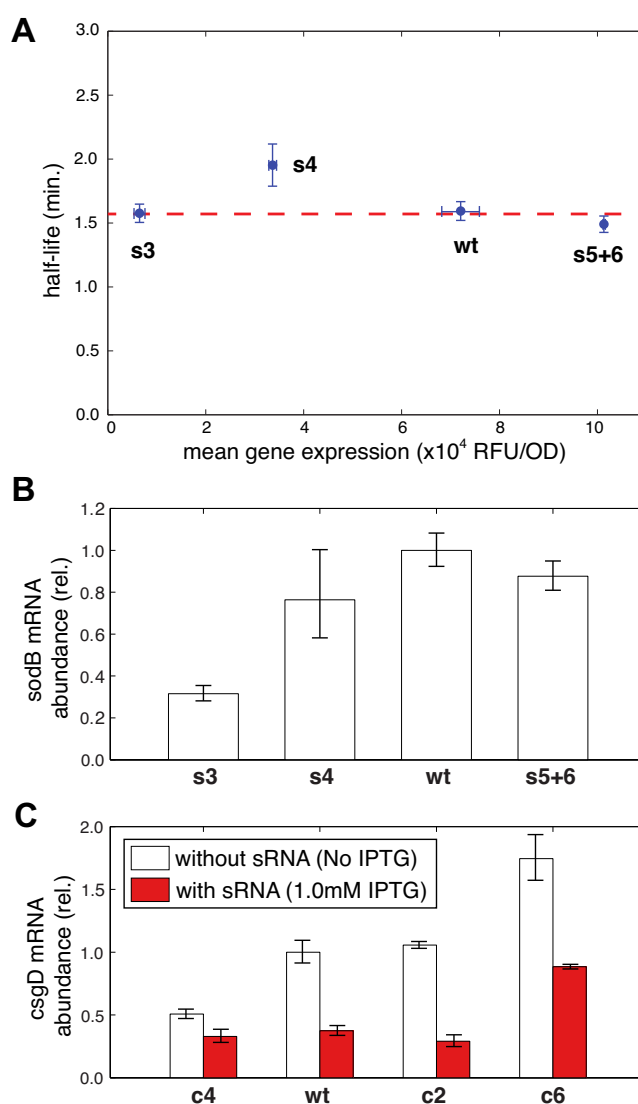 A
3.0
2.5
2.0
1.5
1.0
0.5
0.0
half-life (min.)
s4
s3
wt
s5+6
0 2 4 6 8 10
mean gene expression (x10⁴ RFU/OD)
B
1.2
1.0
0.8
0.6
0.4
0.2
0.0
sodB mRNA
abundance (rel.)
s3 s4 wt s5+6
C
2.0
1.5
1.0
0.5
0.0
csgD mRNA
abundance (rel.)
without sRNA (No IPTG)
with sRNA (1.0mM IPTG)
c4 wt c2 c6